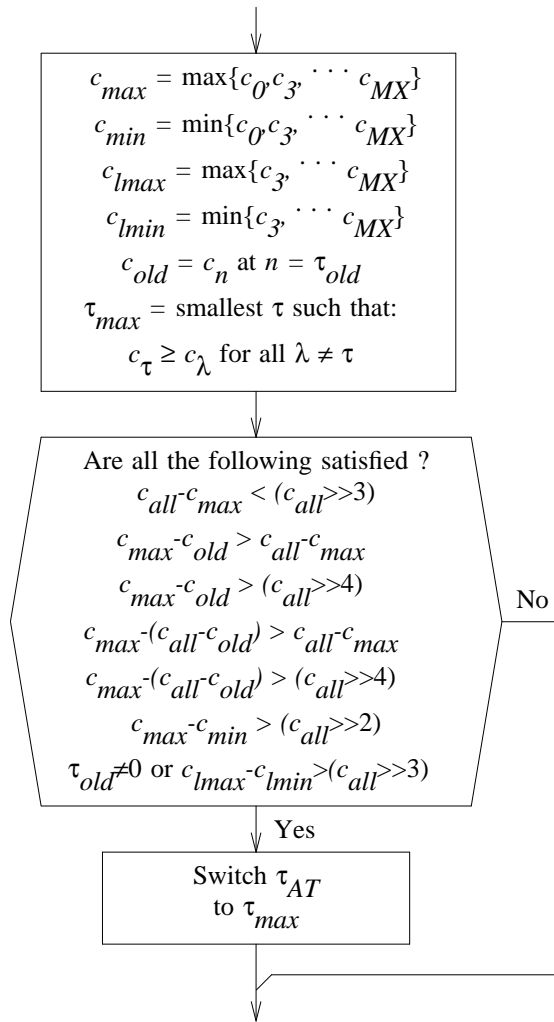 c_max = max{c_0,c_3, ··· c_MX}
c_min = min{c_0,c_3, ··· c_MX}
c_lmax = max{c_3, ··· c_MX}
c_lmin = min{c_3, ··· c_MX}
c_old = c_n at n = τ_old
τ_max = smallest τ such that:
c_τ ≥ c_λ for all λ ≠ τ
Are all the following satisfied ?
c_all-c_max < (c_all>>3)
c_max-c_old > c_all-c_max
c_max-c_old > (c_all>>4)
No
c_max-(c_all-c_old) > c_all-c_max
c_max-(c_all-c_old) > (c_all>>4)
c_max-c_min > (c_all>>2)
τ_old≠0 or c_lmax-c_lmin>(c_all>>3)
Yes
Switch τ_AT
to τ_max